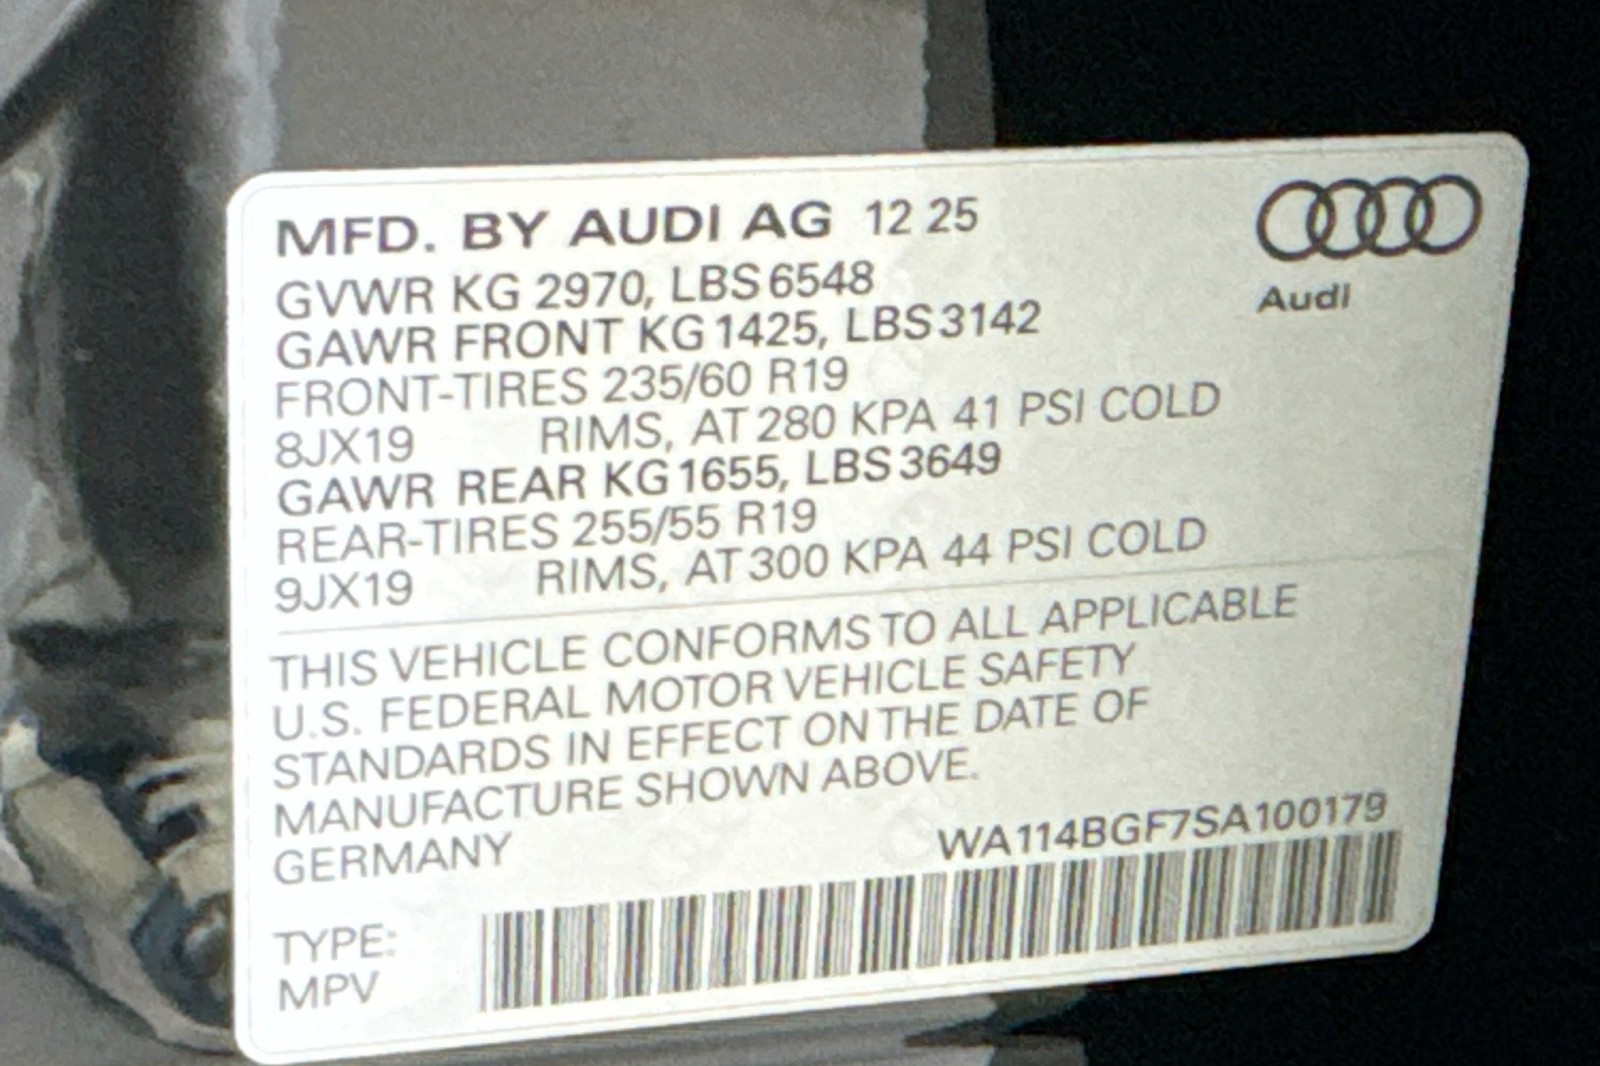 MFD. BY AUDI AG 12 25
GVWR KG 2970, LBS 6548
GAWR FRONT KG 1425, LBS 3142
FRONT-TIRES 235/60 R19
8JX19 RIMS, AT 280 KPA 41 PSI COLD
GAWR REAR KG 1655, LBS 3649
REAR-TIRES 255/55 R19
9JX19 RIMS, AT 300 KPA 44 PSI COLD
Audi
THIS VEHICLE CONFORMS TO ALL APPLICABLE
U.S. FEDERAL MOTOR VEHICLE SAFETY
STANDARDS IN EFFECT ON THE DATE OF
MANUFACTURE SHOWN ABOVE.
GERMANY
WA114BGF7SA100179
TYPE:
MPV